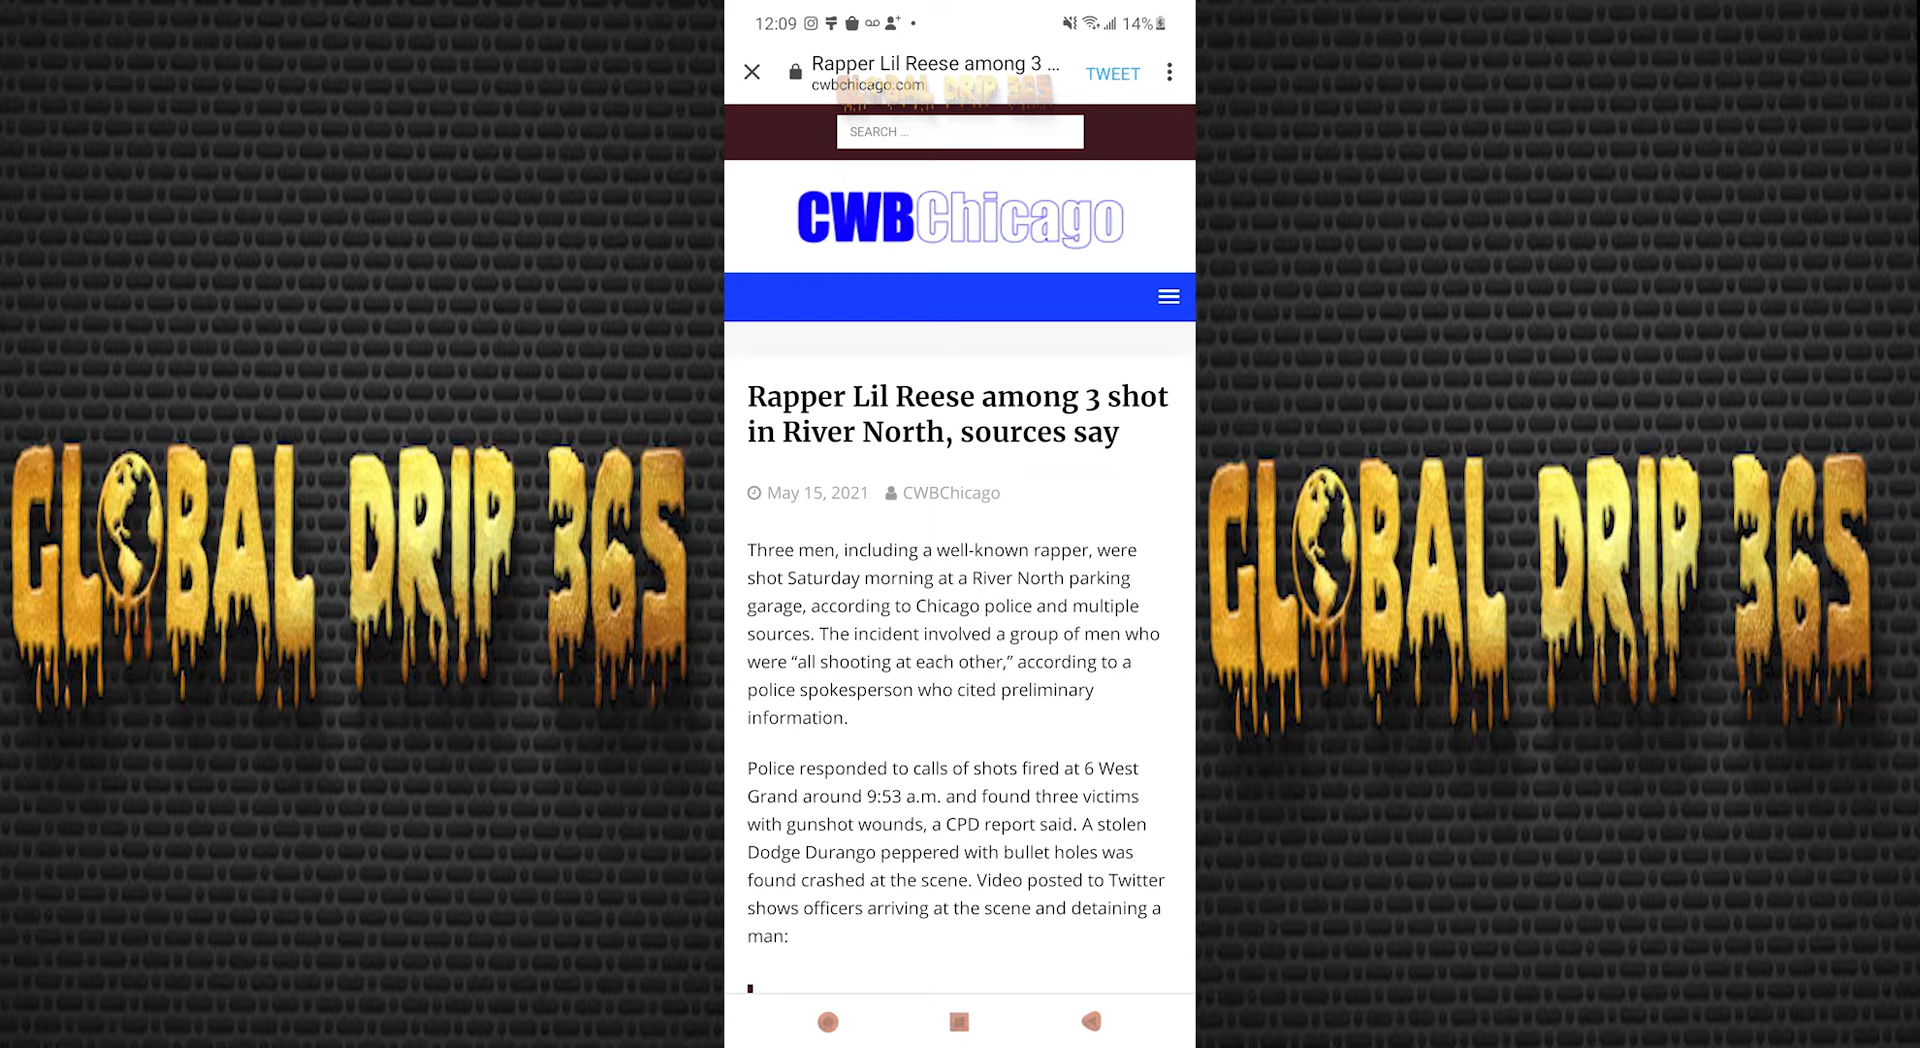 12:09 14%
Rapper Lil Reese among 3 ...
cwbchicago.com
TWEET
GLOBAL DRIP 365
SEARCH ...
CWBChicago
Rapper Lil Reese among 3 shot
in River North, sources say
May 15, 2021 CWBChicago
Three men, including a well-known rapper, were
shot Saturday morning at a River North parking
garage, according to Chicago police and multiple
sources. The incident involved a group of men who
were “all shooting at each other,” according to a
police spokesperson who cited preliminary
information.
Police responded to calls of shots fired at 6 West
Grand around 9:53 a.m. and found three victims
with gunshot wounds, a CPD report said. A stolen
Dodge Durango peppered with bullet holes was
found crashed at the scene. Video posted to Twitter
shows officers arriving at the scene and detaining a
man:
GLOBAL DRIP 365
GLOBAL DRIP 365